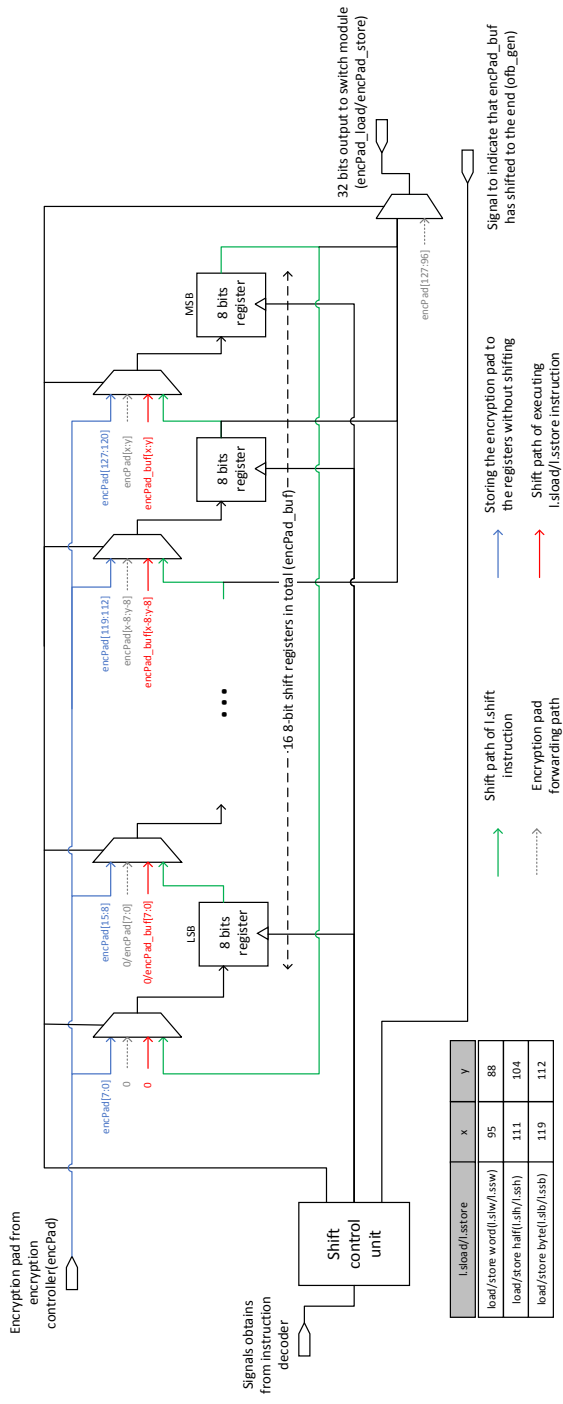 Encryption pad from
encryption
controller(encPad)
Signals obtains
from instruction
decoder
Shift
control
unit
encPad[7:0]
0
0
LSB
8 bits
register
encPad[15:8]
0/encPad[7:0]
0/encPad_buf[7:0]
...
16 8-bit shift registers in total (encPad_buf)
encPad[119:112]
encPad[x-8:y-8]
encPad_buf[x-8:y-8]
8 bits
register
encPad[127:120]
encPad[x:y]
encPad_buf[x:y]
MSB
8 bits
register
encPad[127:96]
32 bits output to switch module
(encPad_load/encPad_store)
Signal to indicate that encPad_buf
has shifted to the end (ofb_gen)
l.sload/l.sstore x y
load/store word(l.slw/l.ssw) 95 88
load/store half(l.slh/l.ssh) 111 104
load/store byte(l.slb/l.ssb) 119 112
Shift path of l.shift
instruction
Encryption pad
forwarding path
Storing the encryption pad to
the registers without shifting
Shift path of executing
l.sload/l.sstore instruction